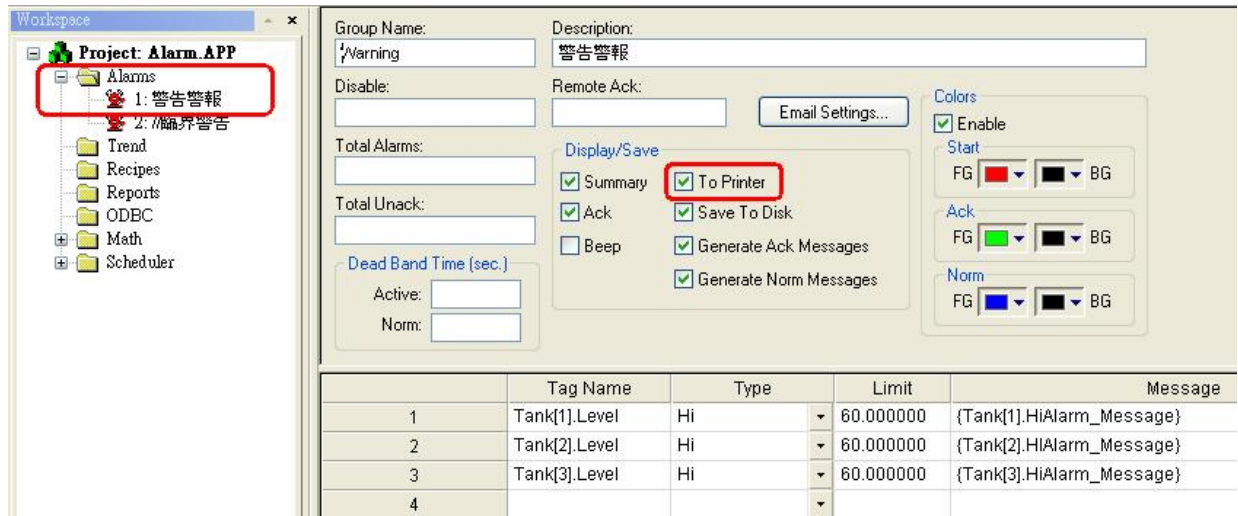 Workspace
Project: Alarm.APP
Alarms
1: 警告警報
2: //臨界警告
Trend
Recipes
Reports
ODBC
Math
Scheduler
Group Name:
Warning
Description:
警告警報
Disable:
Remote Ack:
Email Settings...
Total Alarms:
Total Unack:
Dead Band Time (sec.)
Active:
Norm:
Display/Save
Summary
To Printer
Ack
Save To Disk
Beep
Generate Ack Messages
Generate Norm Messages
Colors
Enable
Start
FG BG
Ack
FG BG
Norm
FG BG
Tag Name Type Limit Message
1 Tank[1].Level Hi 60.000000 {Tank[1].HiAlarm_Message}
2 Tank[2].Level Hi 60.000000 {Tank[2].HiAlarm_Message}
3 Tank[3].Level Hi 60.000000 {Tank[3].HiAlarm_Message}
4